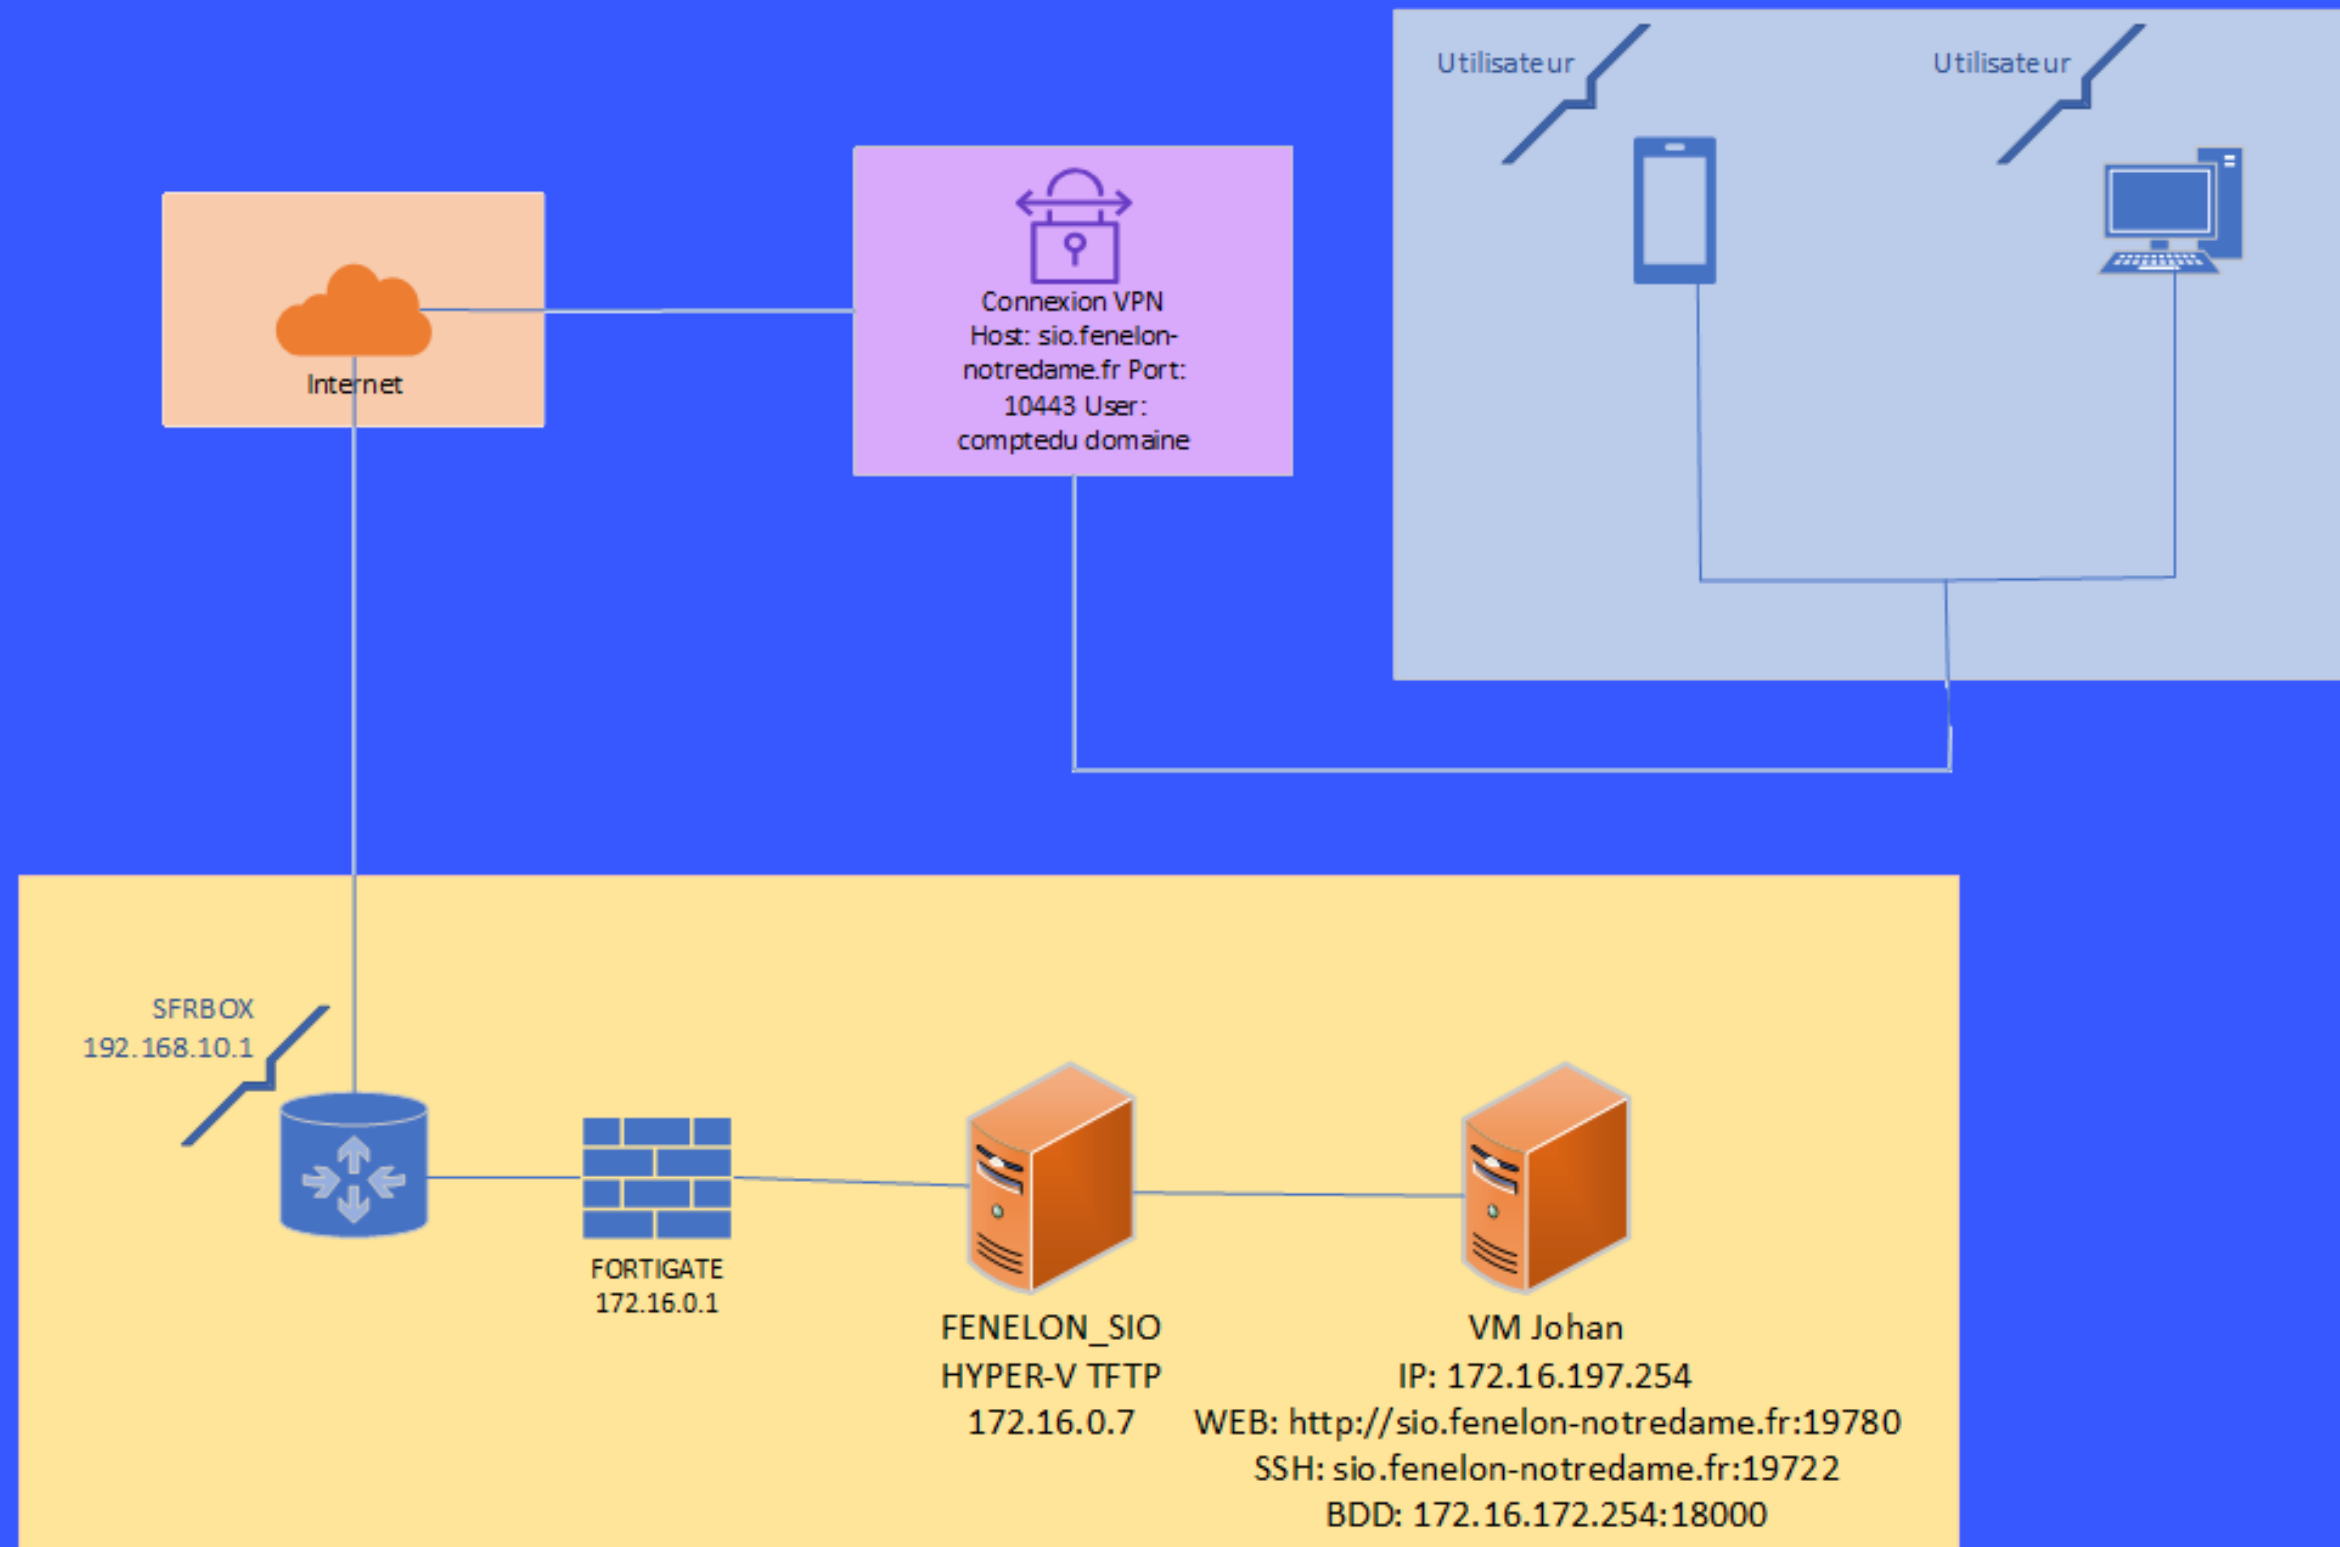 Utilisateur
Utilisateur
Connexion VPN
Host: sio.fenelon-
notredame.fr Port:
10443 User:
comptedu domaine
Internet
SFRBOX
192.168.10.1
FORTIGATE
172.16.0.1
FENELON_SIO
HYPER-V TFTP
172.16.0.7
VM Johan
IP: 172.16.197.254
WEB: http://sio.fenelon-notredame.fr:19780
SSH: sio.fenelon-notredame.fr:19722
BDD: 172.16.172.254:18000